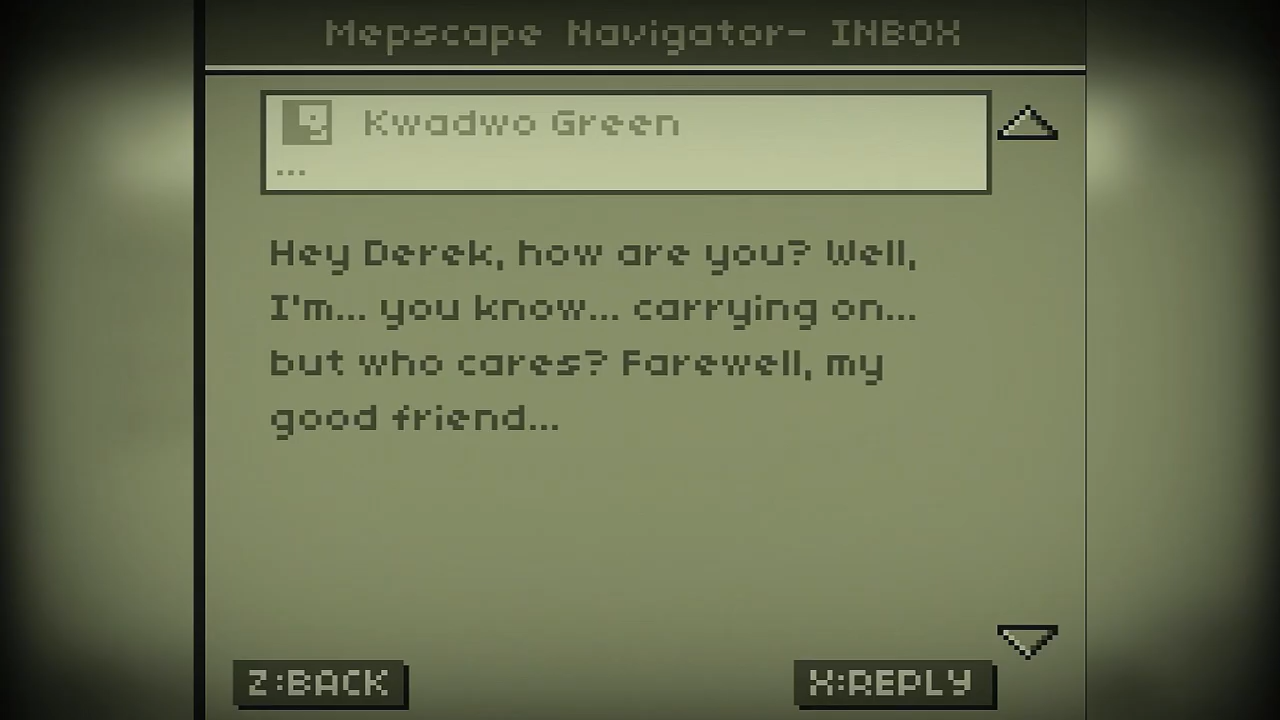 Mepscape Navigator- INBOX
Kwadwo Green
...
Hey Derek, how are you? Well,
I'm... you know... carrying on...
but who cares? Farewell, my
good friend...
Z:BACK
X:REPLY